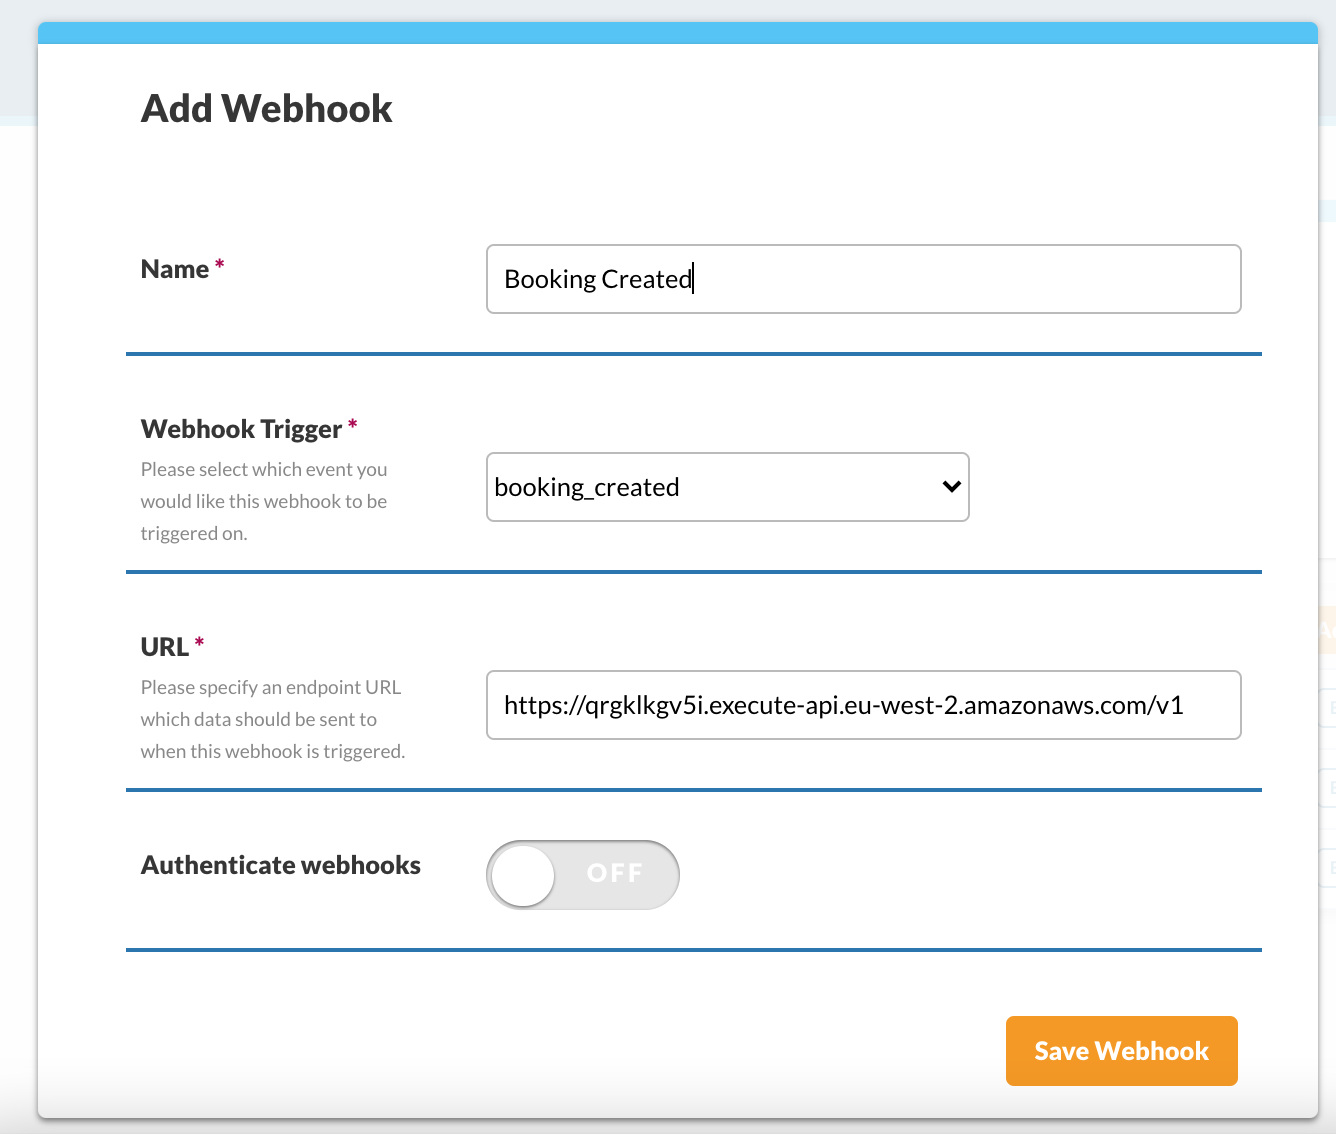 Add Webhook
Name *
Booking Created
Webhook Trigger *
Please select which event you
would like this webhook to be
triggered on.
booking_created
URL *
Please specify an endpoint URL
which data should be sent to
when this webhook is triggered.
https://qrgklkgv5i.execute-api.eu-west-2.amazonaws.com/v1
Authenticate webhooks
OFF
Save Webhook